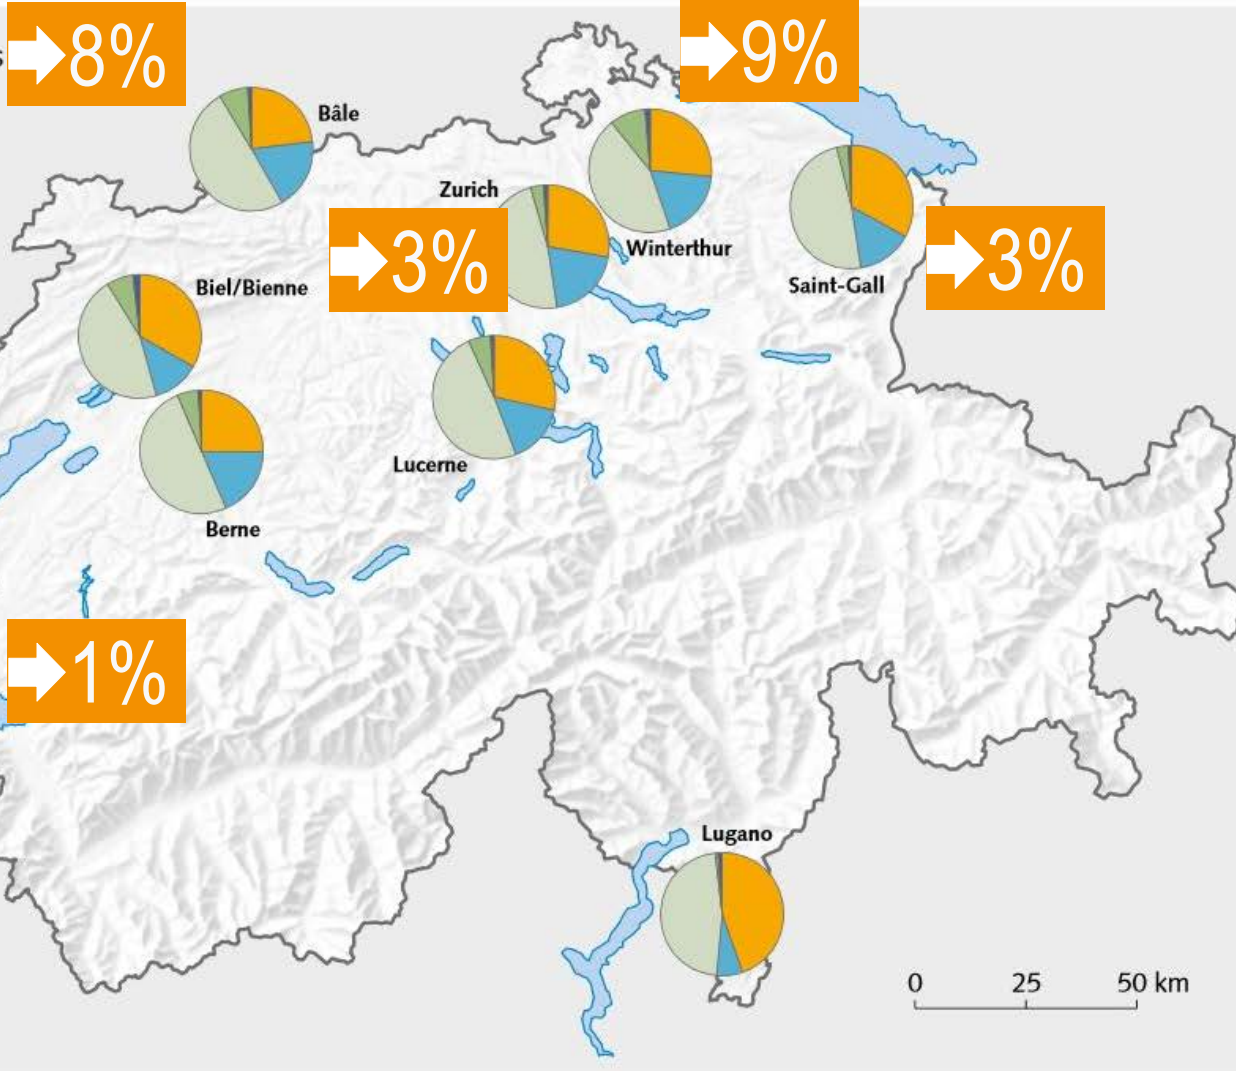 8%
9%
s
Bâle
Zurich
Winterthur
3%
3%
Saint-Gall
Biel/Bienne
Lucerne
Berne
1%
Lugano
0 25 50 km